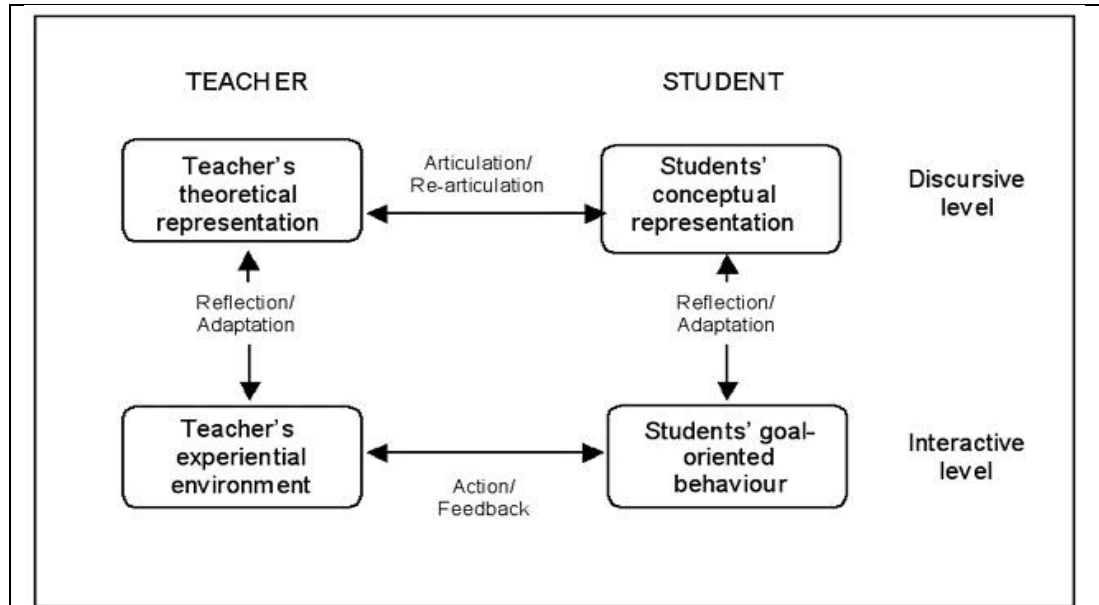 TEACHER
STUDENT
Teacher's
theoretical
representation
Articulation/
Re-articulation
Students'
conceptual
representation
Discursive
level
Reflection/
Adaptation
Reflection/
Adaptation
Teacher's
experiential
environment
Action/
Feedback
Students' goal-
oriented
behaviour
Interactive
level